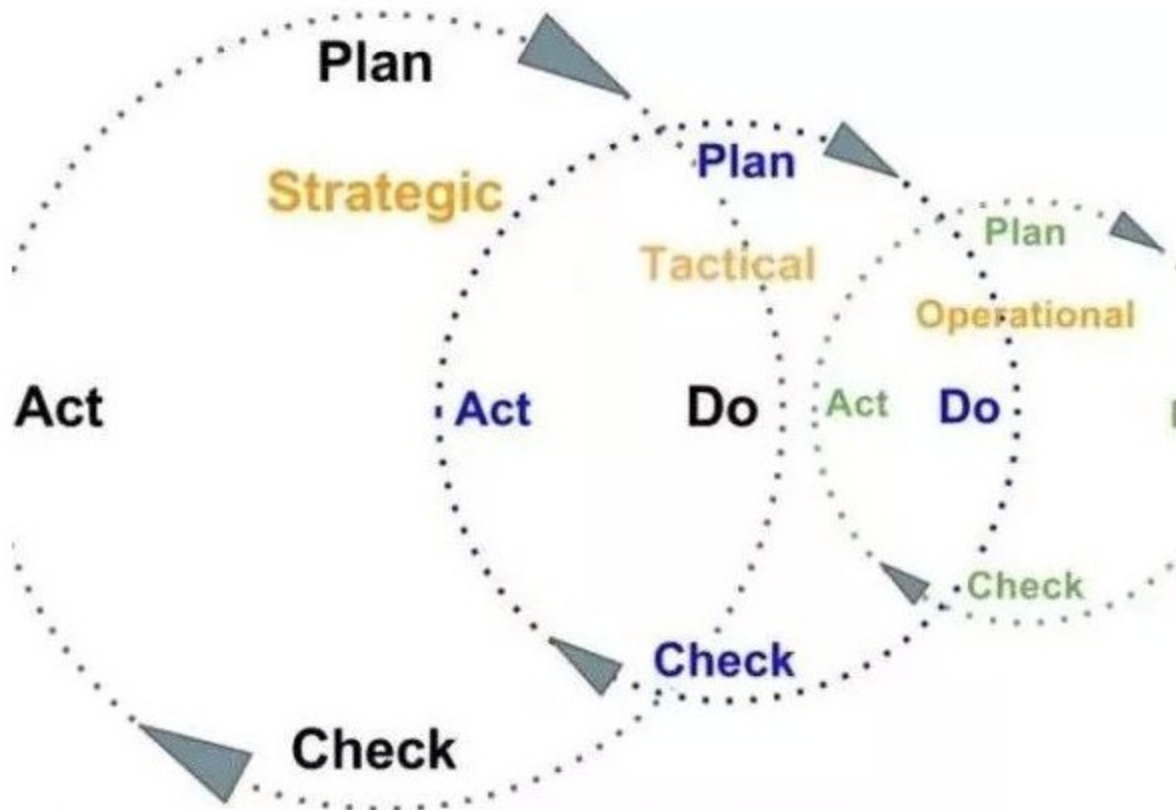 Plan
Strategic
Act
Do
Check
Plan
Tactical
Act
Do
Check
Plan
Operational
Act
Check